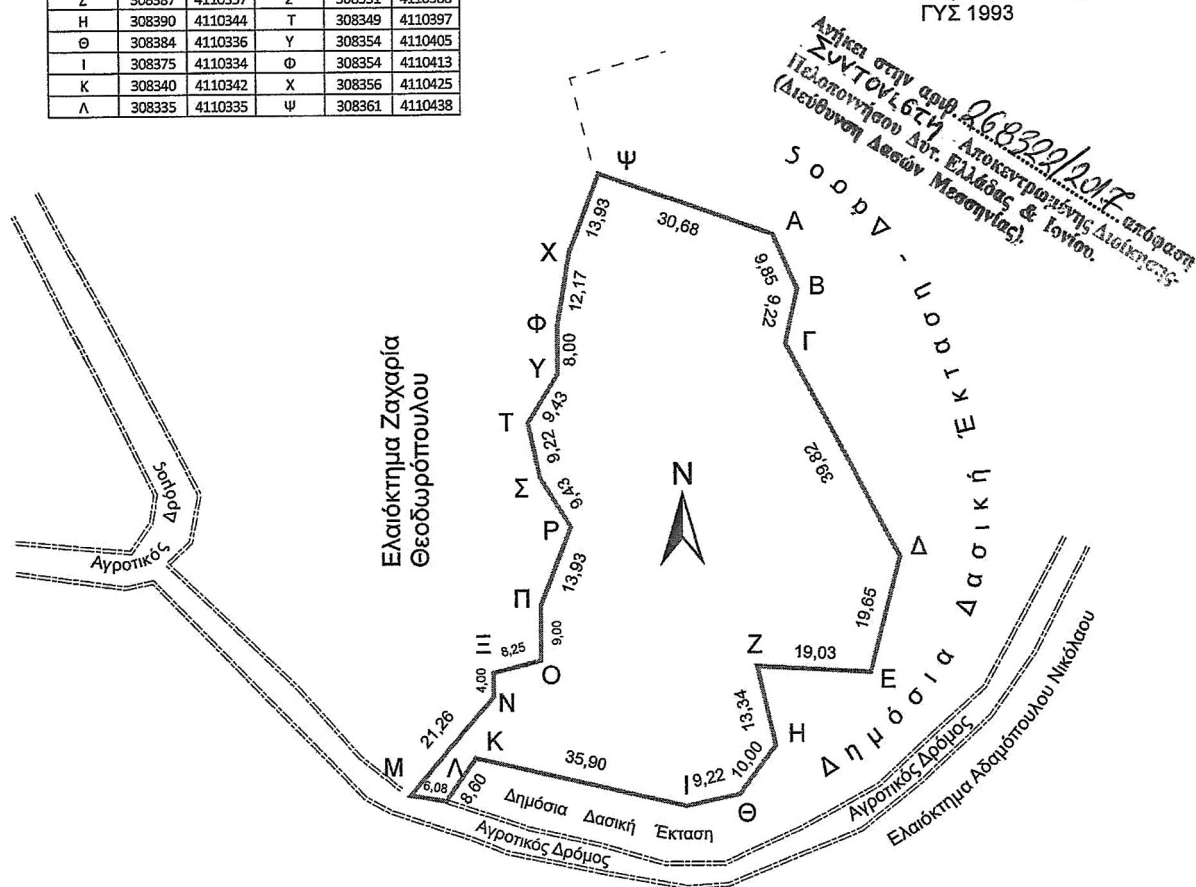 Ζ 308387 4110357 Σ 308351 4110388
Η 308390 4110344 Τ 308349 4110397
Θ 308384 4110336 Υ 308354 4110405
Ι 308375 4110334 Φ 308354 4110413
Κ 308340 4110342 Χ 308356 4110425
Λ 308335 4110335 Ψ 308361 4110438
ΓΥΣ 1993
Ανήκει στην αριθ. 268322/2017 απόφαση
Συντονιστή Αποκεντρωμένης Διοίκησης
Πελοποννήσου Δυτ. Ελλάδας & Ιονίου.
(Διεύθυνση Δασών Μεσσηνίας).
Ψ
30,68
Α
13,93
Χ
9,85
Β
12,17
9,22
Φ
Γ
8,00
Υ
9,43
Τ
9,22
Σ
9,43
Ρ
39,82
Δ
13,93
Π
9,00
19,65
Ξ
8,25
Ο
Ζ
19,03
Ε
4,00
Ν
13,34
21,26
Η
Κ
35,90
10,00
Μ
Λ
6,08
8,60
Ι
9,22
Θ
Ν
Ελαιόκτημα Ζαχαρία
Θεοδωρόπουλου
Αγροτικός
Δρόμος
Δημόσια Δασική Έκταση - Δάσος
Δημόσια Δασική Έκταση
Αγροτικός Δρόμος
Αγροτικός Δρόμος
Ελαιόκτημα Αδαμόπουλου Νικόλαου